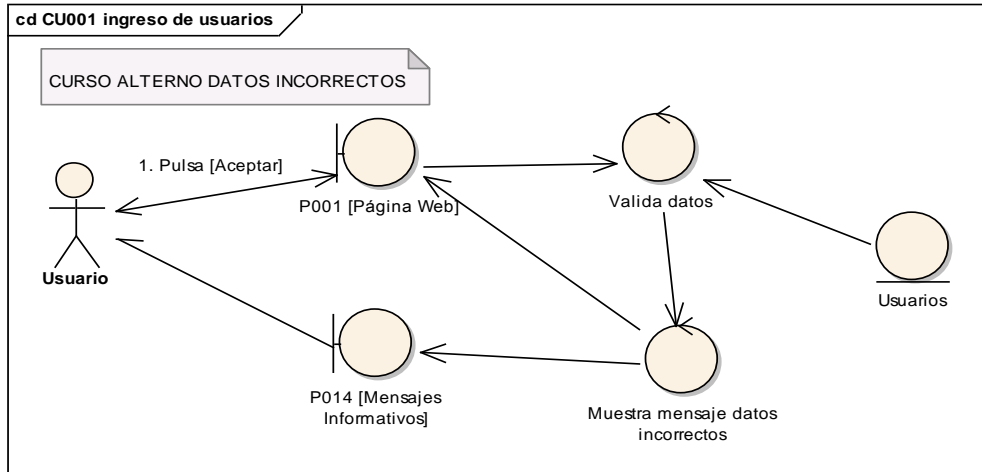 cd CU001 ingreso de usuarios
CURSO ALTERNO DATOS INCORRECTOS
1. Pulsa [Aceptar]
P001 [Página Web]
Valida datos
Usuario
Usuarios
P014 [Mensajes
Informativos]
Muestra mensaje datos
incorrectos